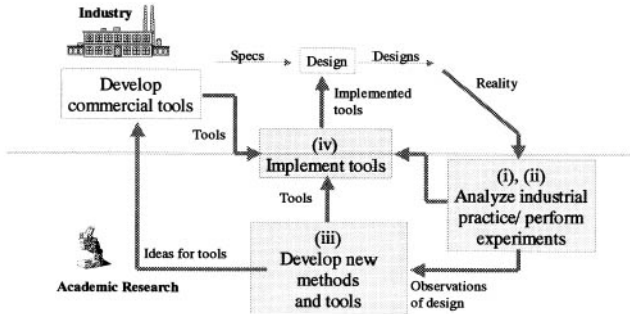 Industry
Specs
Design
Designs
Develop
commercial tools
Implemented
tools
Reality
Tools
(iv)
Implement tools
(i), (ii)
Analyze industrial
practice/ perform
experiments
Tools
(iii)
Develop new
methods
and tools
Ideas for tools
Academic Research
Observations
of design